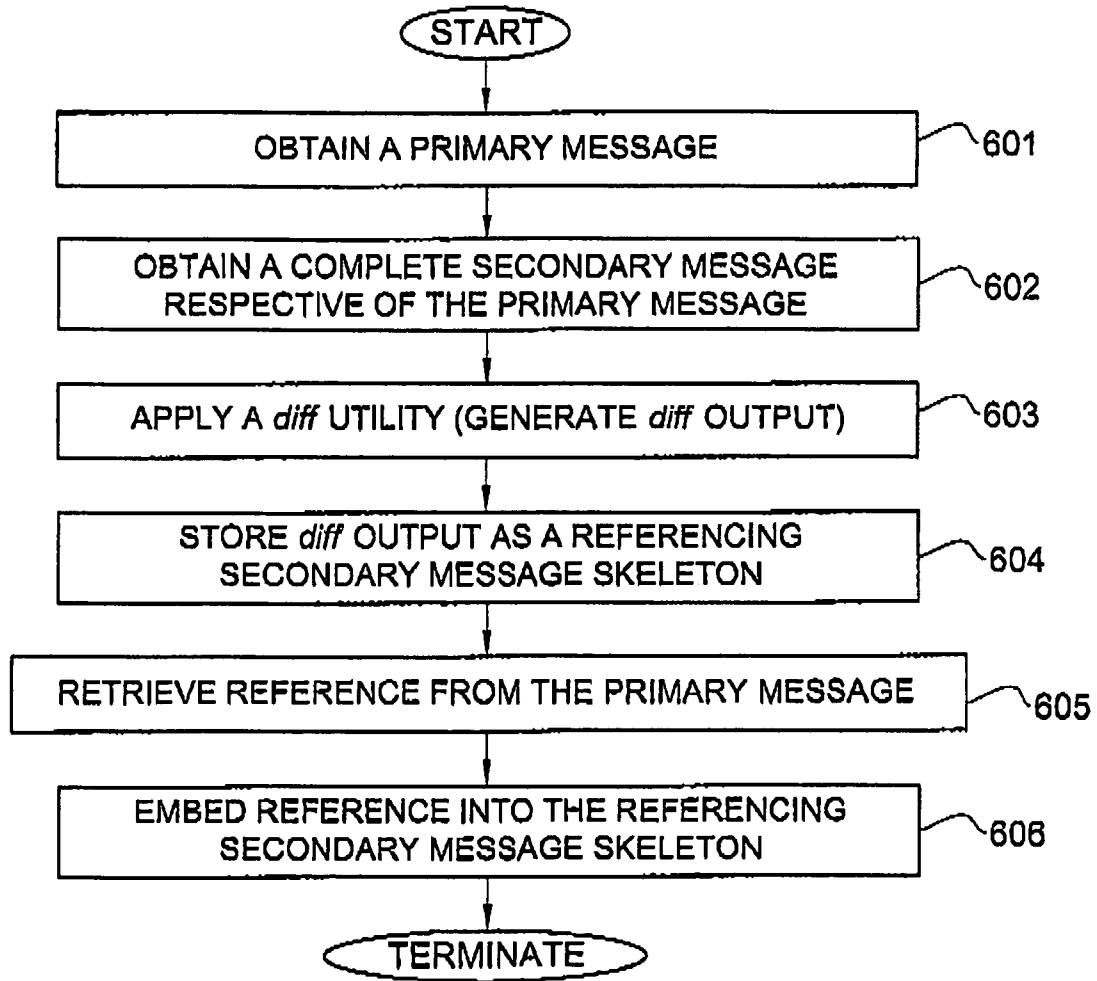 START
OBTAIN A PRIMARY MESSAGE
601
OBTAIN A COMPLETE SECONDARY MESSAGE
RESPECTIVE OF THE PRIMARY MESSAGE
602
APPLY A diff UTILITY (GENERATE diff OUTPUT)
603
STORE diff OUTPUT AS A REFERENCING
SECONDARY MESSAGE SKELETON
604
RETRIEVE REFERENCE FROM THE PRIMARY MESSAGE
605
EMBED REFERENCE INTO THE REFERENCING
SECONDARY MESSAGE SKELETON
606
TERMINATE